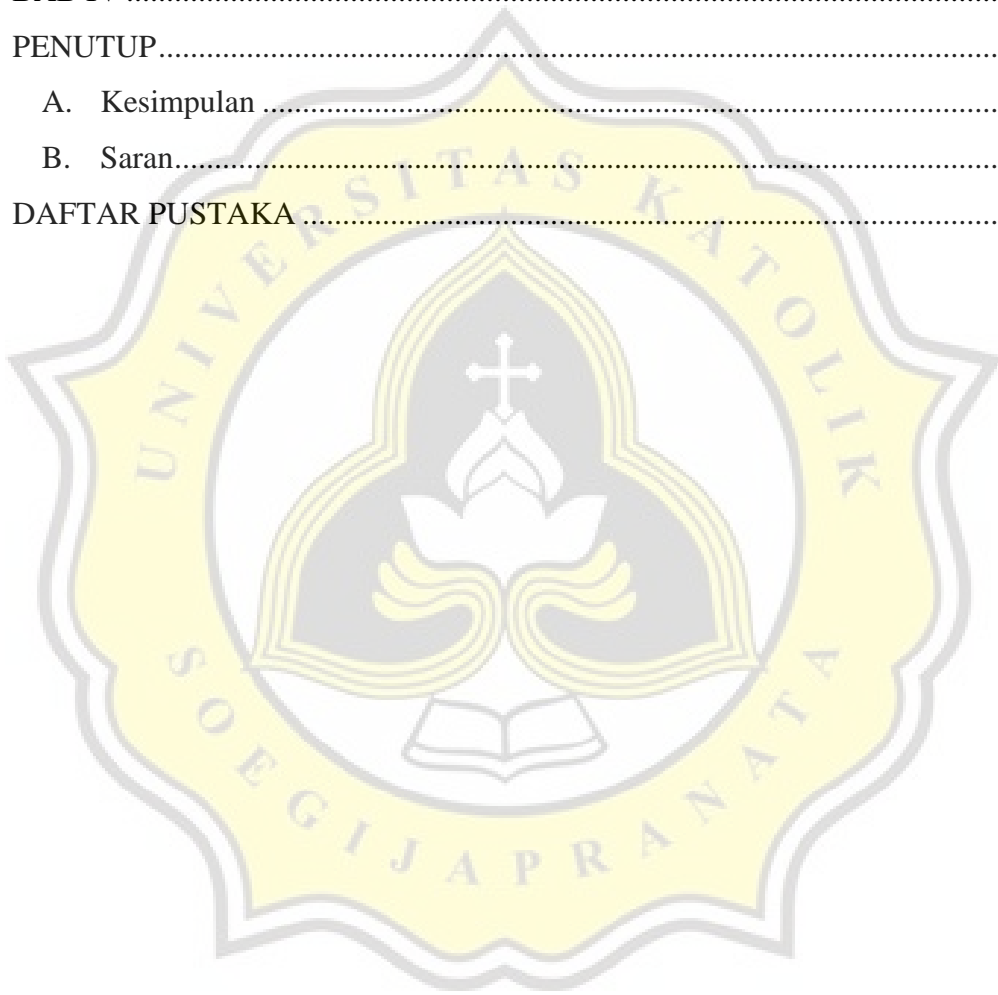 PENUTUP
A. Kesimpulan
B. Saran
DAFTAR PUSTAKA
UNIVERSITAS KATOLIK
SOEGIJAPRANATA